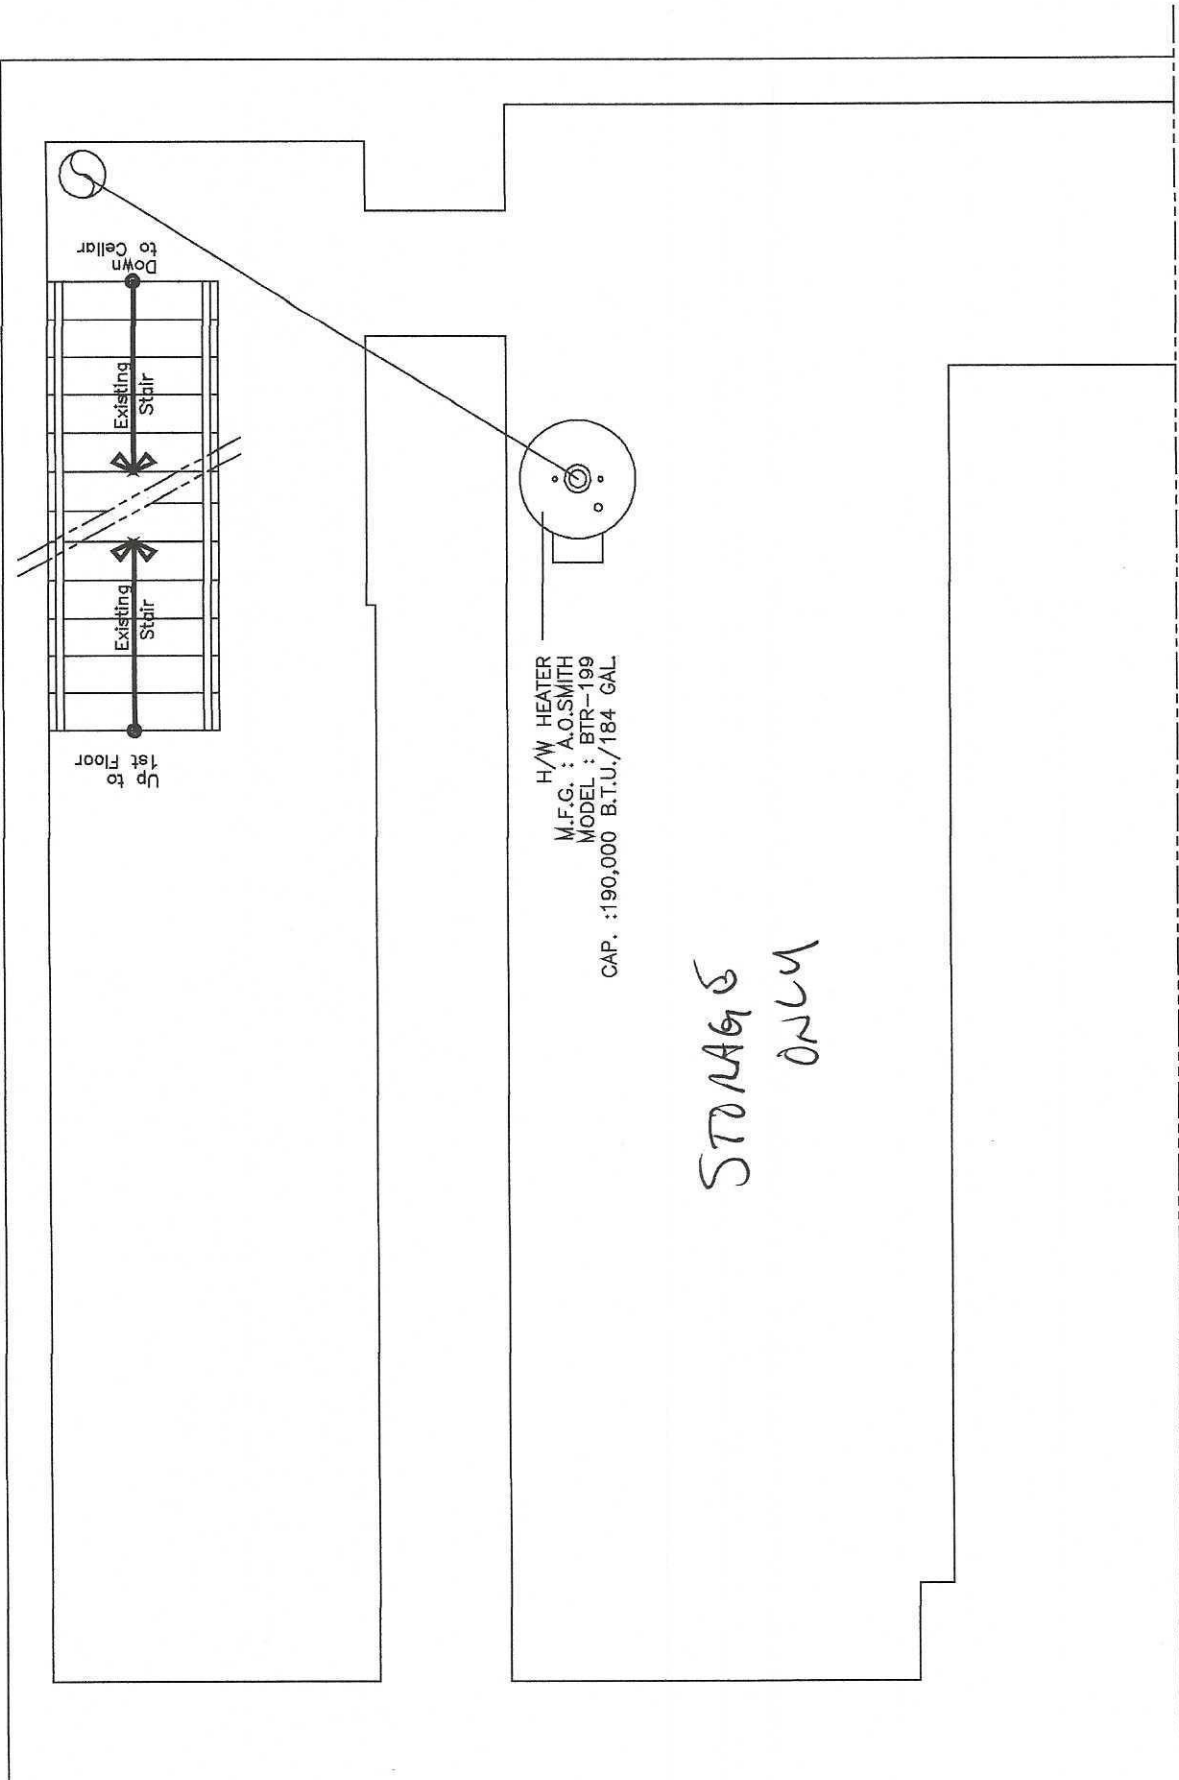 Down
to Cellar
Existing
Stair
Existing
Stair
Up to
1st Floor
H/W HEATER
M.F.G. : A.O.SMITH
MODEL : BTR-199
CAP. :190,000 B.T.U./184 GAL.
STORAGE
ONLY